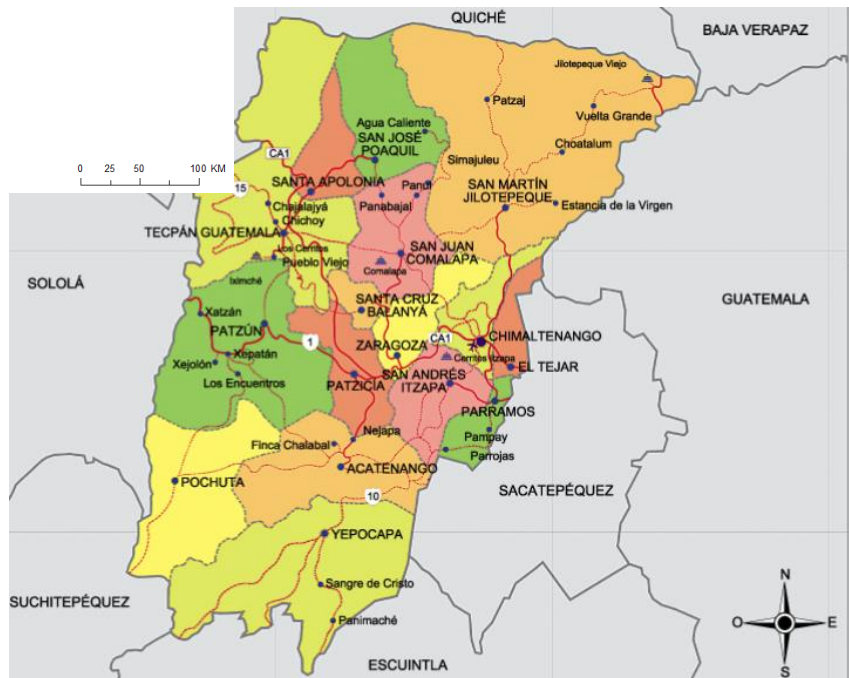 QUICHÉ
BAJA VERAPAZ
Jilotepeque Viejo
Patzaj
Vuelta Grande
Agua Caliente
SAN JOSÉ
POAQUIL
Choatalum
CA1
Simajuleu
0 25 50 100 KM
15
SANTA APOLONIA
Pandi
Panabajal
SAN MARTÍN
JILOTEPEQUE
Estancia de la Virgen
Chajalajyá
Chichoy
TECPÁN GUATEMALA
Los Cerritos
Pueblo Viejo
SAN JUAN
COMALAPA
Comalapa
Iximché
SOLOLÁ
GUATEMALA
SANTA CRUZ
BALANYÁ
Xatzán
PATZÚN
1
ZARAGOZA
CA1
CHIMALTENANGO
Cerritos Itzapa
Xepatán
Xejolón
Los Encuentros
PATZICÍA
SAN ANDRÉS
ITZAPA
EL TEJAR
PARRAMOS
Nejapa
Pampay
Finca Chalabal
Parrojas
ACATENANGO
POCHUTA
10
SACATEPÉQUEZ
YEPOCAPA
Sangre de Cristo
SUCHITEPÉQUEZ
Panimaché
ESCUINTLA
N
O
E
S